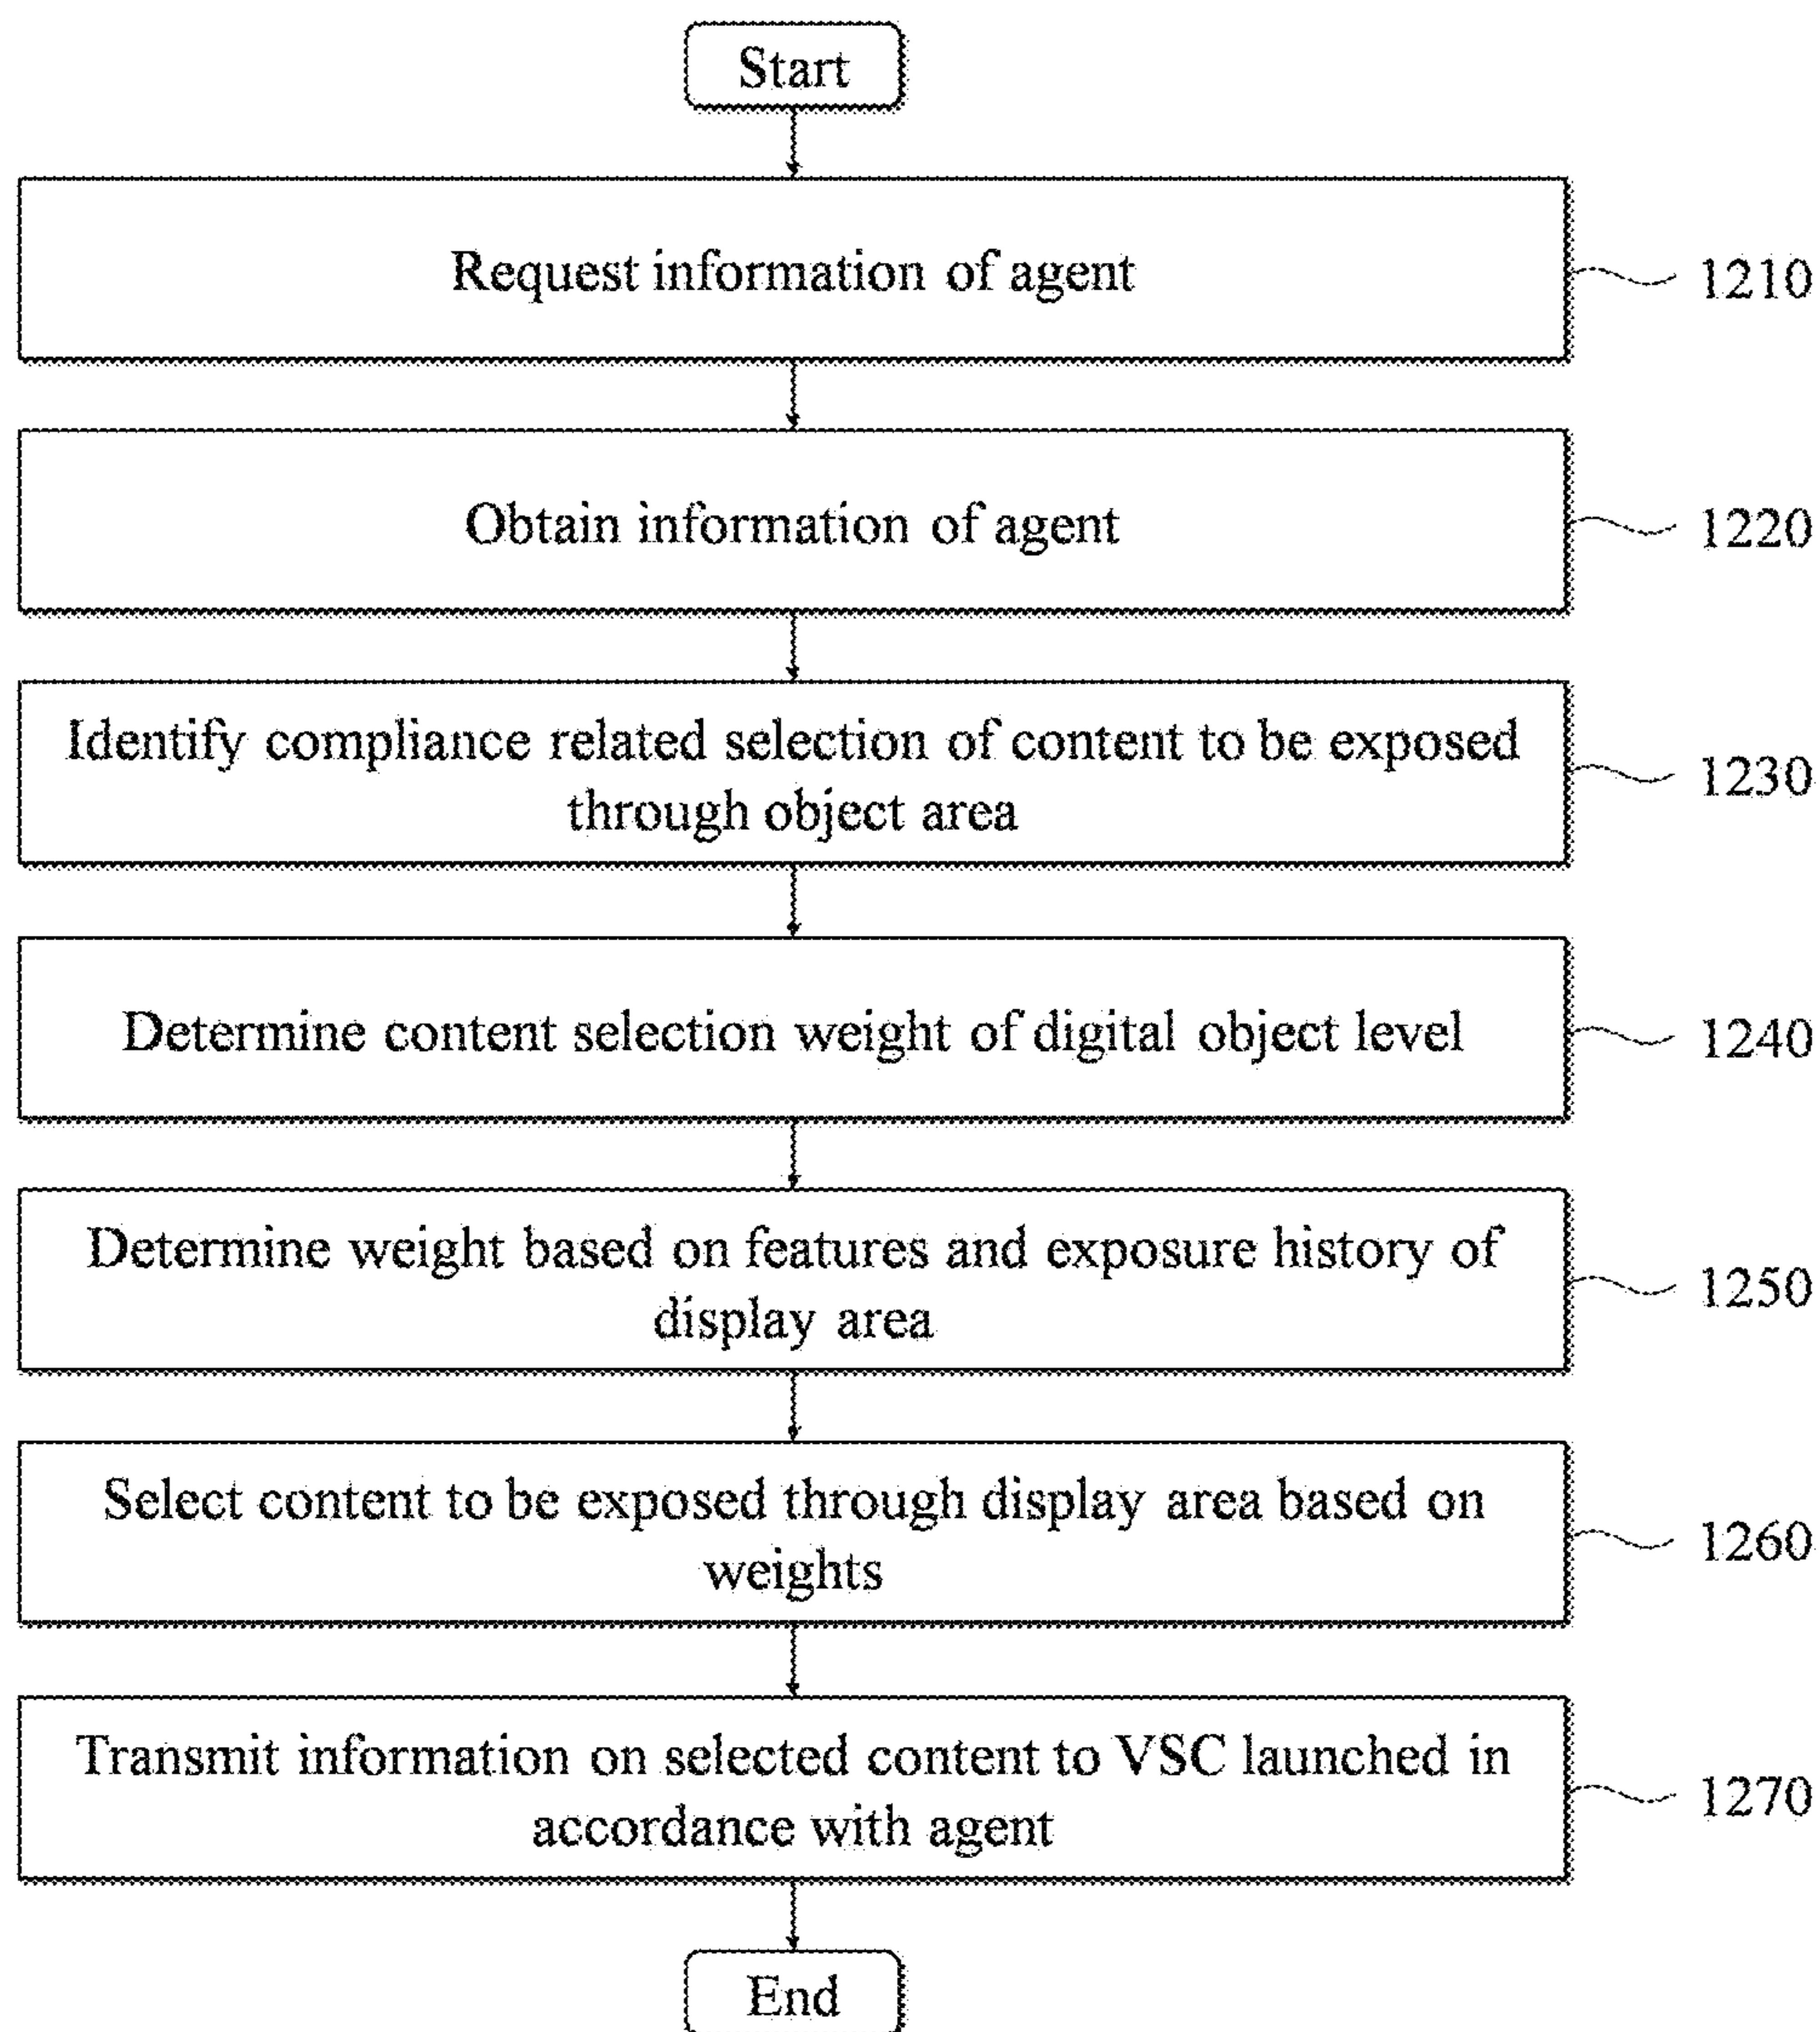 Start
Request information of agent
1210
Obtain information of agent
1220
Identify compliance related selection of content to be exposed
through object area
1230
Determine content selection weight of digital object level
1240
Determine weight based on features and exposure history of
display area
1250
Select content to be exposed through display area based on
weights
1260
Transmit information on selected content to VSC launched in
accordance with agent
1270
End